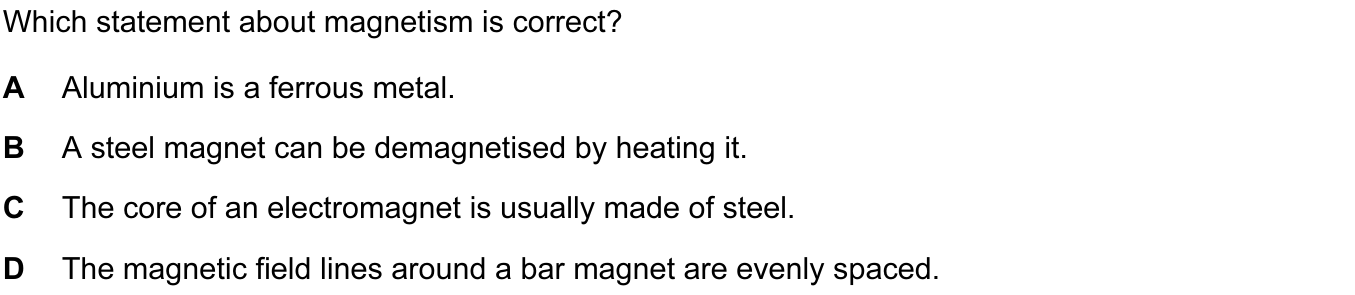 Which statement about magnetism is correct?
A Aluminium is a ferrous metal.
B A steel magnet can be demagnetised by heating it.
C The core of an electromagnet is usually made of steel.
D The magnetic field lines around a bar magnet are evenly spaced.